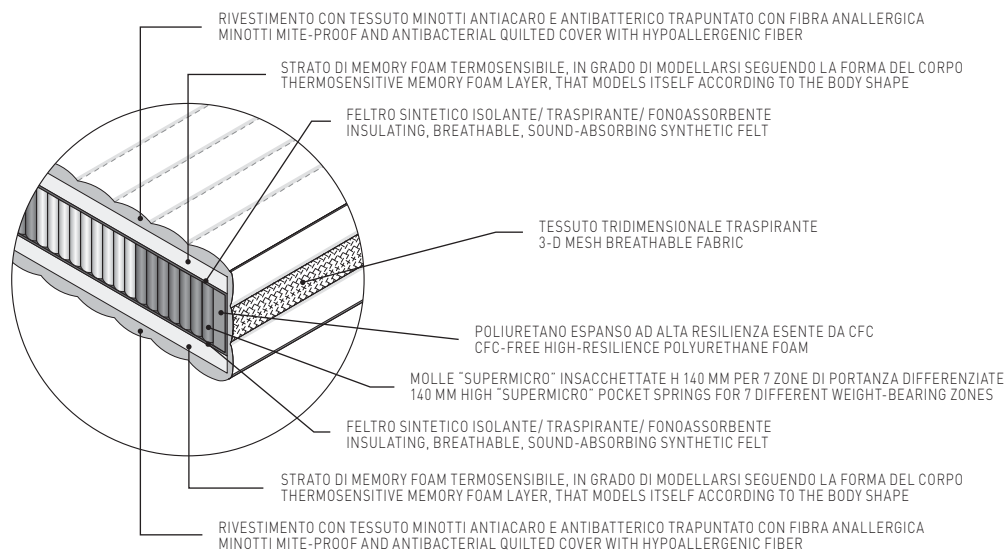 RIVESTIMENTO CON TESSUTO MINOTTI ANTIACARO E ANTIBATTERICO TRAPUNTATO CON FIBRA ANALLERGICA
MINOTTI MITE-PROOF AND ANTIBACTERIAL QUILTED COVER WITH HYPOALLERGENIC FIBER
STRATO DI MEMORY FOAM TERMOSENSIBILE, IN GRADO DI MODELLARSI SEGUENDO LA FORMA DEL CORPO
THERMOSENSITIVE MEMORY FOAM LAYER, THAT MODELS ITSELF ACCORDING TO THE BODY SHAPE
FELTRO SINTETICO ISOLANTE/ TRASPIRANTE/ FONOASSORBENTE
INSULATING, BREATHABLE, SOUND-ABSORBING SYNTHETIC FELT
TESSUTO TRIDIMENSIONALE TRASPIRANTE
3-D MESH BREATHABLE FABRIC
POLIURETANO ESPANSO AD ALTA RESILIENZA ESENTE DA CFC
CFC-FREE HIGH-RESILIENCE POLYURETHANE FOAM
MOLLE "SUPERMICRO" INSACCHETTATE H 140 MM PER 7 ZONE DI PORTANZA DIFFERENZIATE
140 MM HIGH "SUPERMICRO" POCKET SPRINGS FOR 7 DIFFERENT WEIGHT-BEARING ZONES
FELTRO SINTETICO ISOLANTE/ TRASPIRANTE/ FONOASSORBENTE
INSULATING, BREATHABLE, SOUND-ABSORBING SYNTHETIC FELT
STRATO DI MEMORY FOAM TERMOSENSIBILE, IN GRADO DI MODELLARSI SEGUENDO LA FORMA DEL CORPO
THERMOSENSITIVE MEMORY FOAM LAYER, THAT MODELS ITSELF ACCORDING TO THE BODY SHAPE
RIVESTIMENTO CON TESSUTO MINOTTI ANTIACARO E ANTIBATTERICO TRAPUNTATO CON FIBRA ANALLERGICA
MINOTTI MITE-PROOF AND ANTIBACTERIAL QUILTED COVER WITH HYPOALLERGENIC FIBER